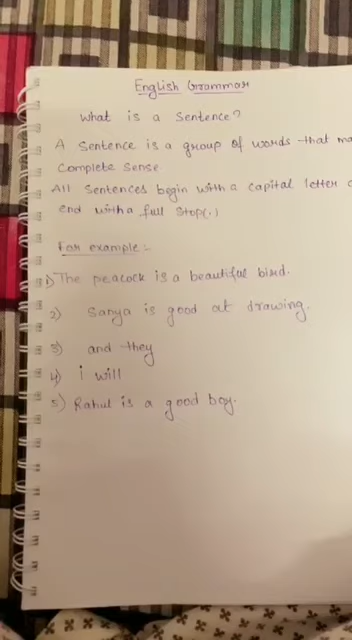 English Grammar
What is a Sentence?
A Sentence is a group of words that ma
Complete Sense.
All Sentences begin with a capital letter
end with a full stop(.)
For example:-
1) The peacock is a beautiful bird.
2) Sanya is good at drawing.
3) and they
4) i will
5) Rahul is a good boy.